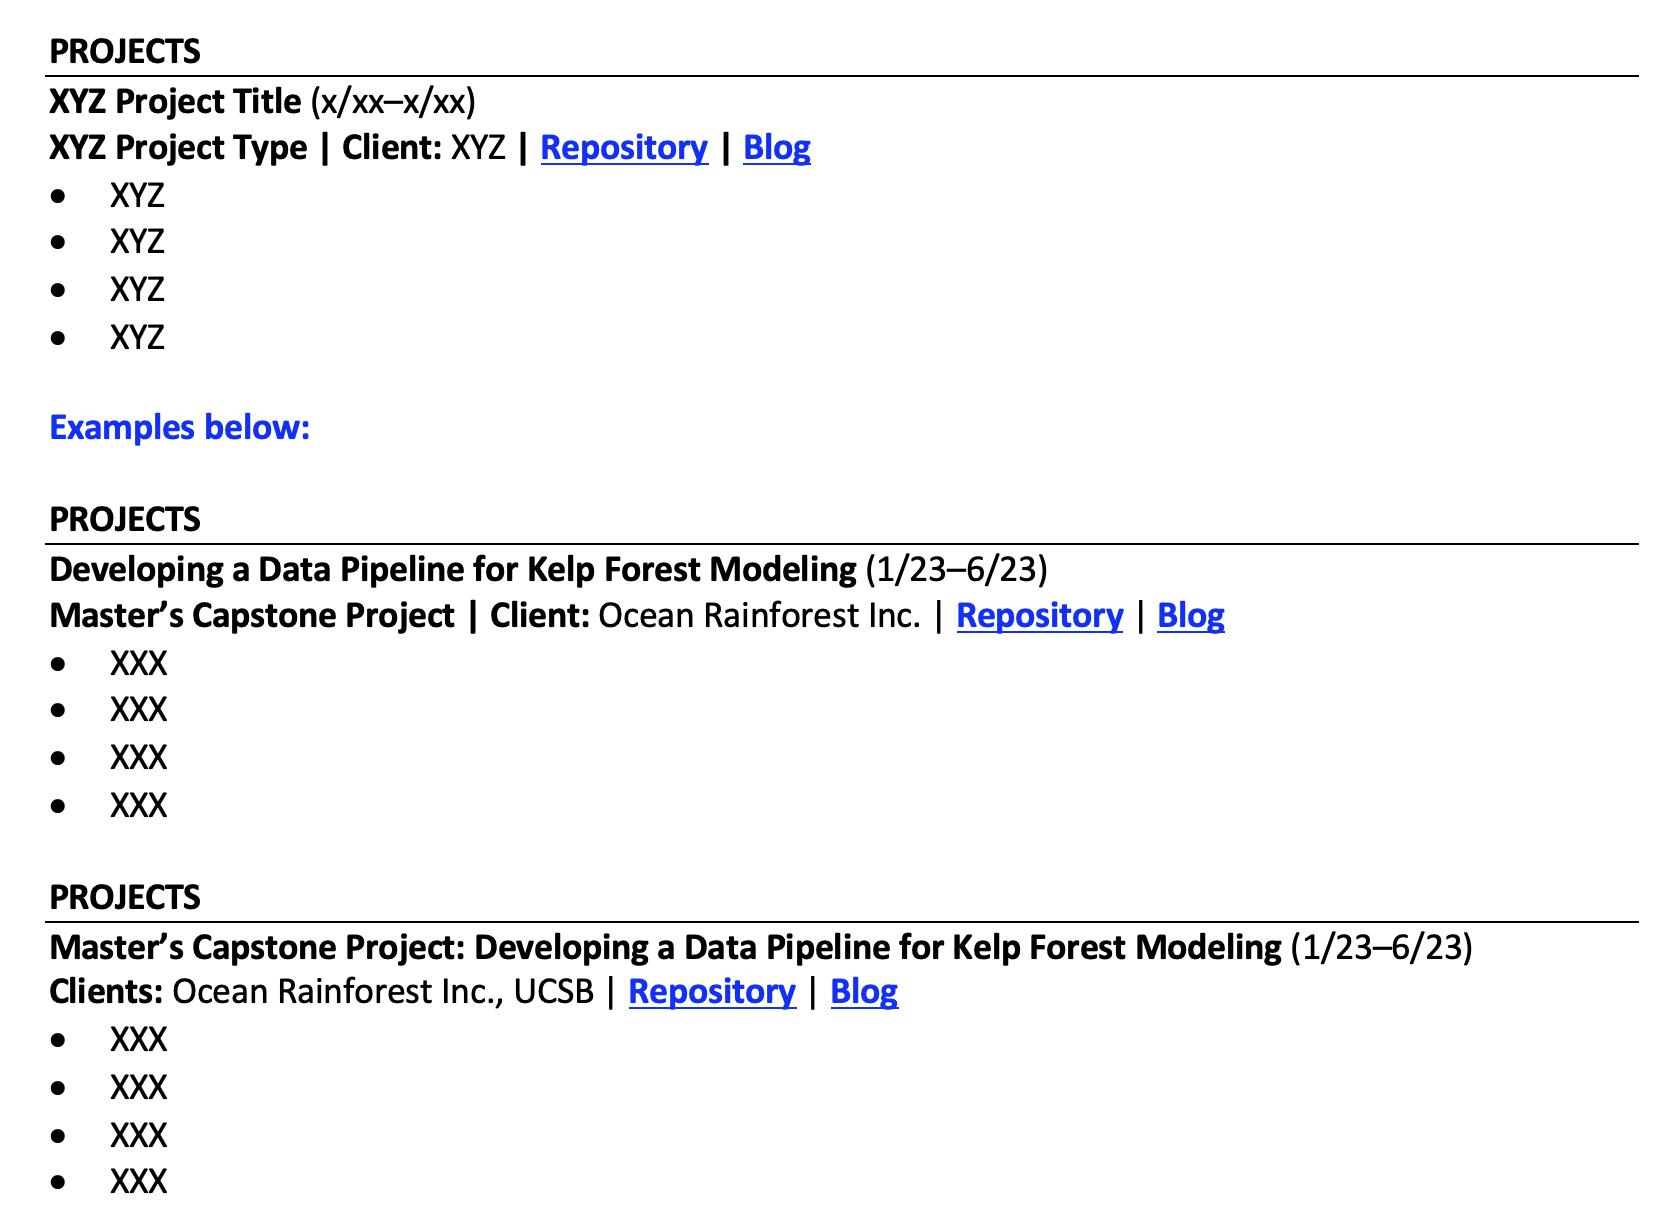 PROJECTS
XYZ Project Title (x/xx–x/xx)
XYZ Project Type | Client: XYZ | Repository | Blog
• XYZ
• XYZ
• XYZ
• XYZ
Examples below:
PROJECTS
Developing a Data Pipeline for Kelp Forest Modeling (1/23–6/23)
Master’s Capstone Project | Client: Ocean Rainforest Inc. | Repository | Blog
• XXX
• XXX
• XXX
• XXX
PROJECTS
Master’s Capstone Project: Developing a Data Pipeline for Kelp Forest Modeling (1/23–6/23)
Clients: Ocean Rainforest Inc., UCSB | Repository | Blog
• XXX
• XXX
• XXX
• XXX